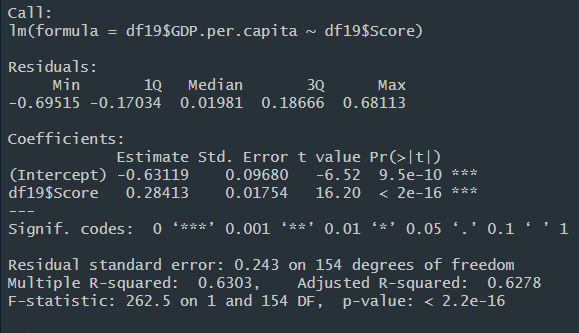 Call:
lm(formula = df19$GDP.per.capita ~ df19$Score)
Residuals:
Min 1Q Median 3Q Max
-0.69515 -0.17034 0.01981 0.18666 0.68113
Coefficients:
Estimate Std. Error t value Pr(>|t|)
(Intercept) -0.63119 0.09680 -6.52 9.5e-10 ***
df19$Score 0.28413 0.01754 16.20 < 2e-16 ***
---
Signif. codes: 0 ‘***’ 0.001 ‘**’ 0.01 ‘*’ 0.05 ‘.’ 0.1 ‘ ’ 1
Residual standard error: 0.243 on 154 degrees of freedom
Multiple R-squared: 0.6303, Adjusted R-squared: 0.6278
F-statistic: 262.5 on 1 and 154 DF, p-value: < 2.2e-16